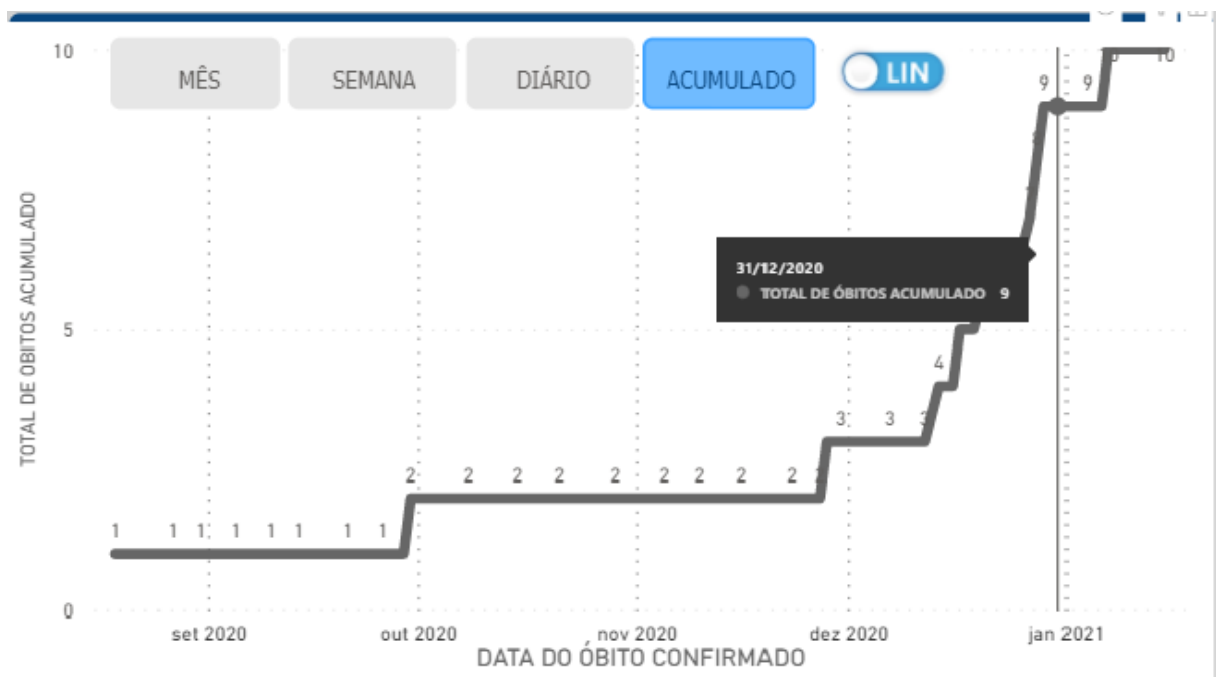 MÊS SEMANA DIÁRIO ACUMULADO LIN
10
9 9 10
31/12/2020
TOTAL DE ÓBITOS ACUMULADO 9
TOTAL DE OBITOS ACUMULADO
5
4
3 3 3
2 2 2 2 2 2 2 2 2
1 1 1 1 1 1 1 1
0
set 2020 out 2020 nov 2020 dez 2020 jan 2021
DATA DO ÓBITO CONFIRMADO